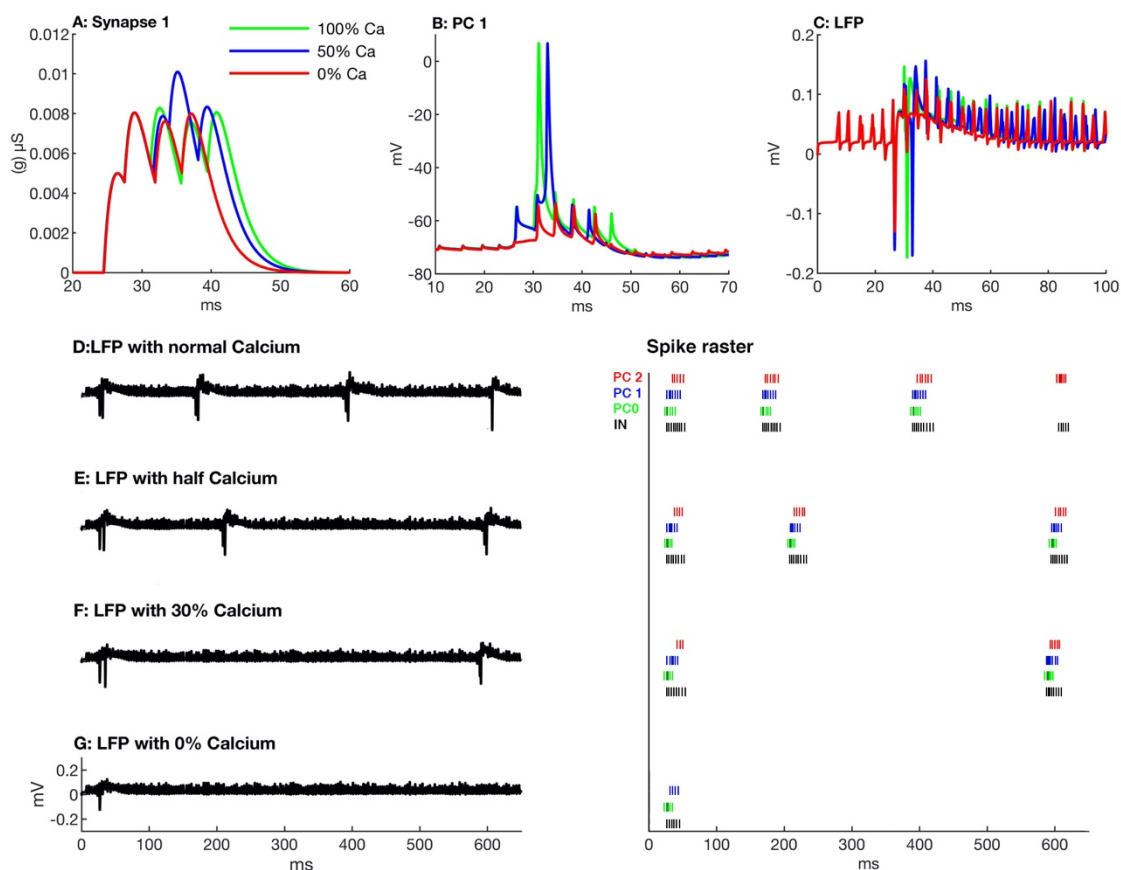 A: Synapse 1
100% Ca
50% Ca
0% Ca
0.012
0.01
0.008
0.006
0.004
0.002
0
(g) µS
20 30 40 50 60
ms
B: PC 1
0
-20
-40
-60
-80
mV
10 20 30 40 50 60 70
ms
C: LFP
0.2
0.1
0
-0.1
-0.2
mV
0 20 40 60 80 100
ms
D:LFP with normal Calcium
E: LFP with half Calcium
F: LFP with 30% Calcium
G: LFP with 0% Calcium
0.2
0
-0.2
mV
0 100 200 300 400 500 600
ms
Spike raster
PC 2
PC 1
PC0
IN
0 100 200 300 400 500 600
ms